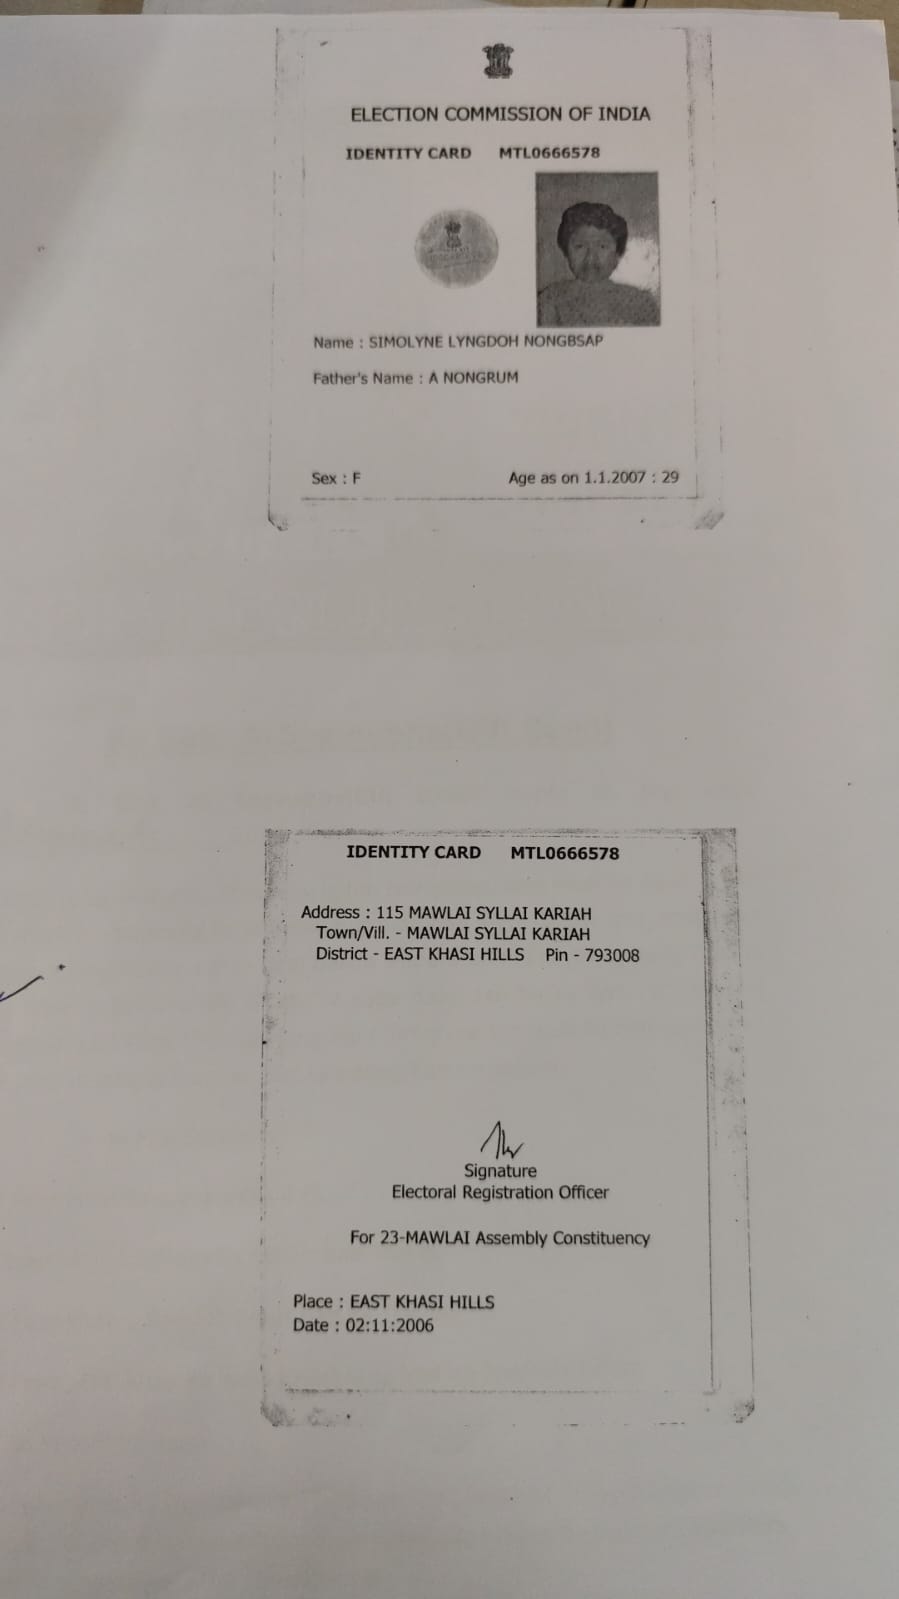 ELECTION COMMISSION OF INDIA
IDENTITY CARD MTL0666578
Name : SIMOLYNE LYNGDOH NONGBSAP
Father's Name : A NONGRUM
Sex : F Age as on 1.1.2007 : 29
IDENTITY CARD MTL0666578
Address : 115 MAWLAI SYLLAI KARIAH
Town/Vill. - MAWLAI SYLLAI KARIAH
District - EAST KHASI HILLS Pin - 793008
Signature
Electoral Registration Officer
For 23-MAWLAI Assembly Constituency
Place : EAST KHASI HILLS
Date : 02:11:2006